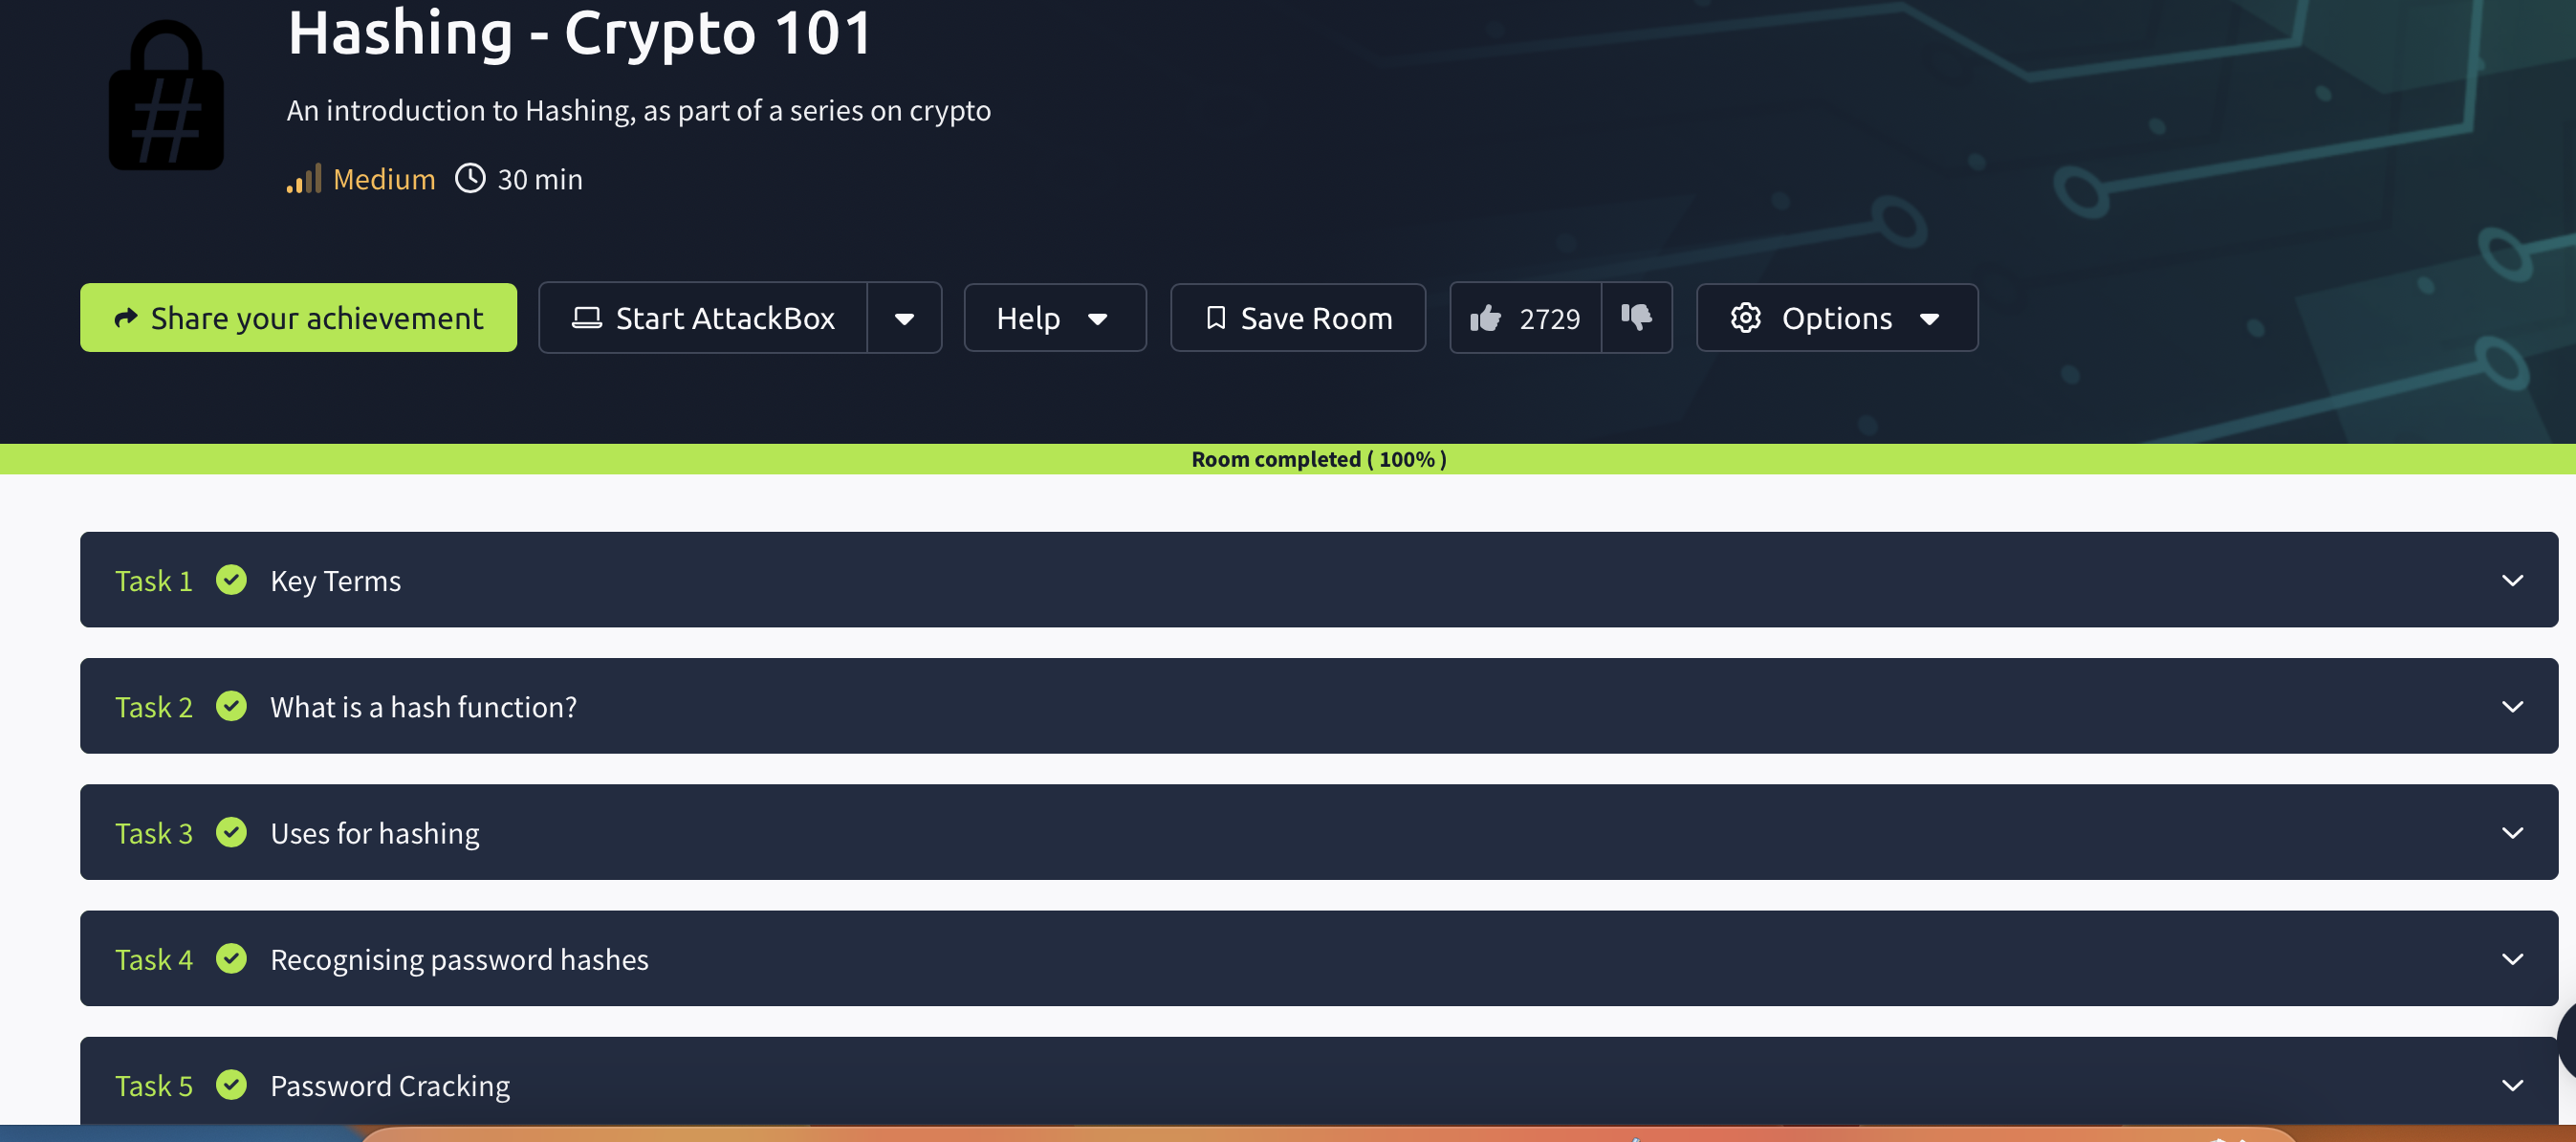 Hashing - Crypto 101
An introduction to Hashing, as part of a series on crypto
Medium 30 min
Share your achievement Start AttackBox Help Save Room 2729 Options
Room completed ( 100% )
Task 1 Key Terms
Task 2 What is a hash function?
Task 3 Uses for hashing
Task 4 Recognising password hashes
Task 5 Password Cracking